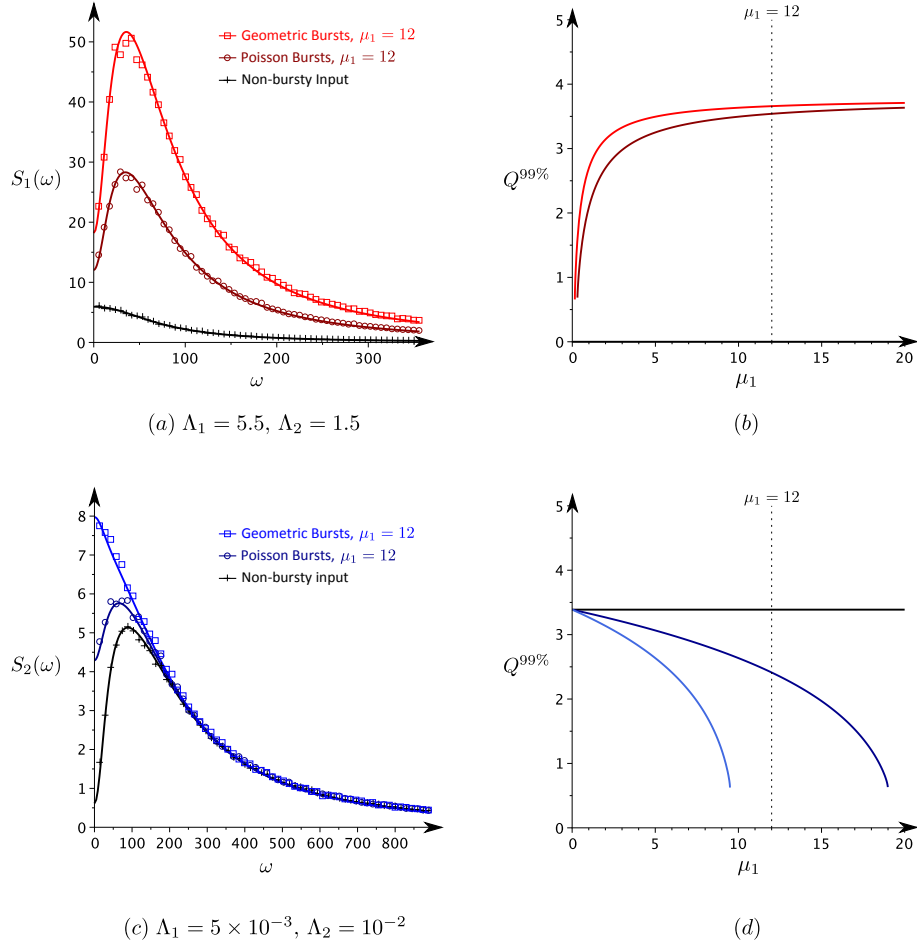 50
40
30
20
10
0
S₁(ω)
Geometric Bursts, μ₁ = 12
Poisson Bursts, μ₁ = 12
Non-bursty Input
0 100 200 300
ω
(a) Λ₁ = 5.5, Λ₂ = 1.5
μ₁ = 12
5
4
3
2
1
0
Q⁹⁹%
0 5 10 15 20
μ₁
(b)
8
7
6
5
4
3
2
1
0
S₂(ω)
Geometric Bursts, μ₁ = 12
Poisson Bursts, μ₁ = 12
Non-bursty input
0 100 200 300 400 500 600 700 800
ω
(c) Λ₁ = 5 × 10⁻³, Λ₂ = 10⁻²
μ₁ = 12
5
4
3
2
1
0
Q⁹⁹%
0 5 10 15 20
μ₁
(d)